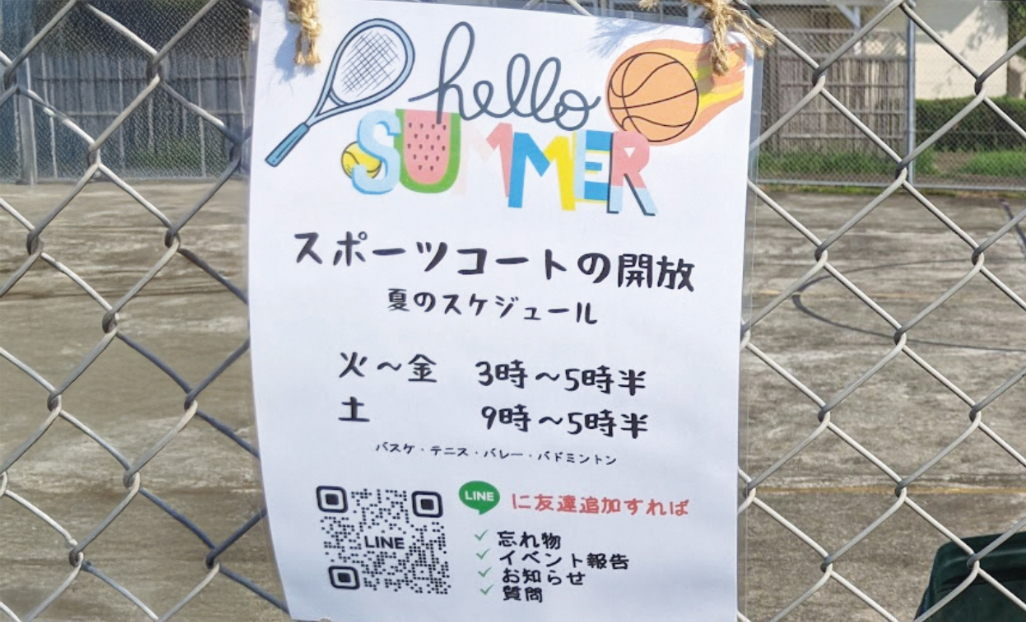 hello
SUMMER
スポーツコートの開放
夏のスケジュール
火～金 3時～5時半
土 9時～5時半
バスケ・テニス・バレー・バドミントン
LINE に友達追加すれば
LINE
忘れ物
イベント報告
お知らせ
質問